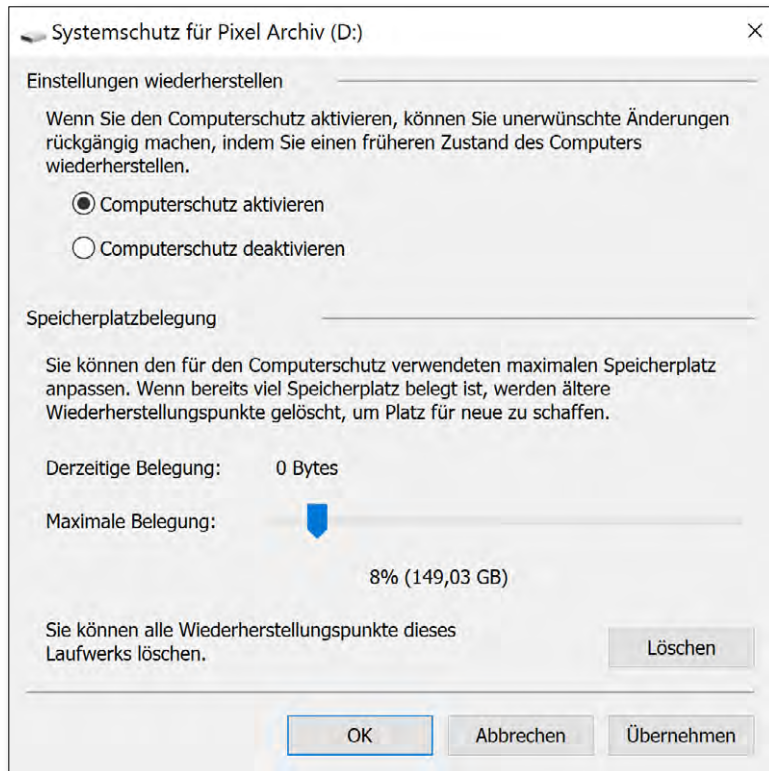 Systemschutz für Pixel Archiv (D:)
Einstellungen wiederherstellen
Wenn Sie den Computerschutz aktivieren, können Sie unerwünschte Änderungen
rückgängig machen, indem Sie einen früheren Zustand des Computers
wiederherstellen.
Computerschutz aktivieren
Computerschutz deaktivieren
Speicherplatzbelegung
Sie können den für den Computerschutz verwendeten maximalen Speicherplatz
anpassen. Wenn bereits viel Speicherplatz belegt ist, werden ältere
Wiederherstellungspunkte gelöscht, um Platz für neue zu schaffen.
Derzeitige Belegung: 0 Bytes
Maximale Belegung:
8% (149,03 GB)
Sie können alle Wiederherstellungspunkte dieses
Laufwerks löschen.
Löschen
OK Abbrechen Übernehmen